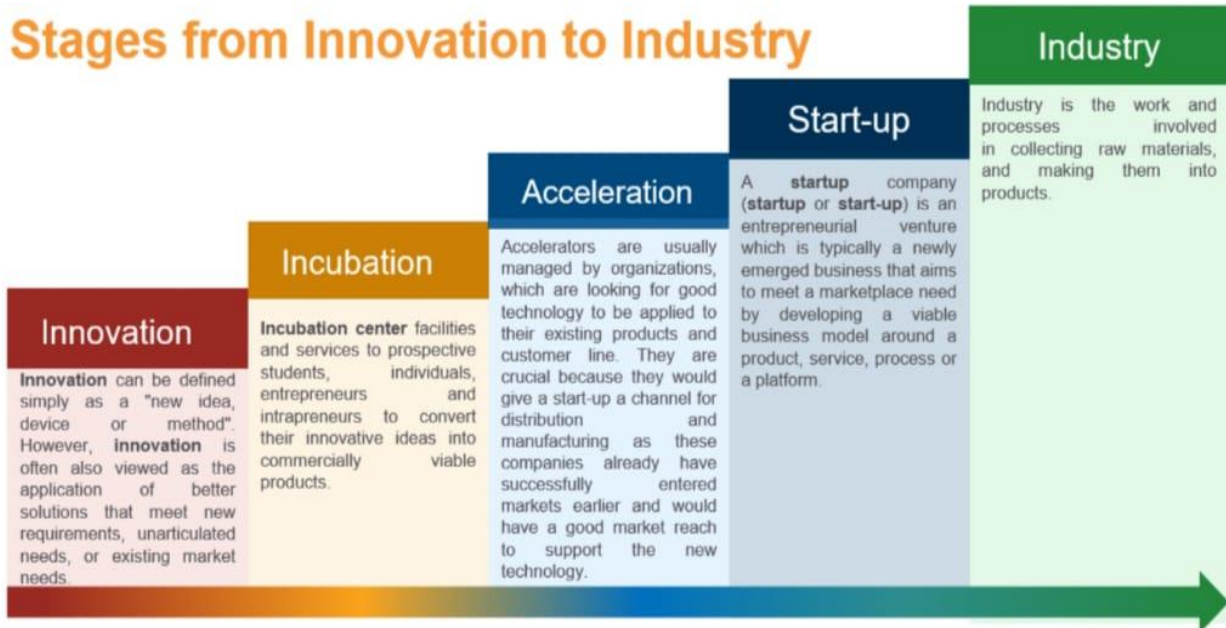 Stages from Innovation to Industry
Innovation
Innovation can be defined
simply as a "new idea,
device or method".
However, innovation is
often also viewed as the
application of better
solutions that meet new
requirements, unarticulated
needs, or existing market
needs.
Incubation
Incubation center facilities
and services to prospective
students, individuals,
entrepreneurs and
intrapreneurs to convert
their innovative ideas into
commercially viable
products.
Acceleration
Accelerators are usually
managed by organizations,
which are looking for good
technology to be applied to
their existing products and
customer line. They are
crucial because they would
give a start-up a channel for
distribution and
manufacturing as these
companies already have
successfully entered
markets earlier and would
have a good market reach
to support the new
technology.
Start-up
A startup company
(startup or start-up) is an
entrepreneurial venture
which is typically a newly
emerged business that aims
to meet a marketplace need
by developing a viable
business model around a
product, service, process or
a platform.
Industry
Industry is the work and
processes involved
in collecting raw materials,
and making them into
products.